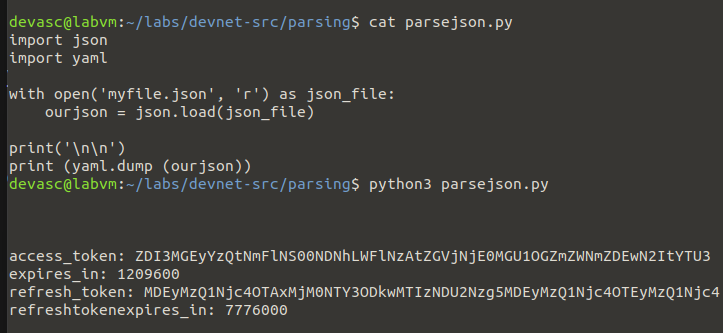 devasc@labvm:~/labs/devnet-src/parsing$ cat parsejson.py
import json
import yaml
with open('myfile.json', 'r') as json_file:
    ourjson = json.load(json_file)
print('\n\n')
print (yaml.dump (ourjson))
devasc@labvm:~/labs/devnet-src/parsing$ python3 parsejson.py
access_token: ZDI3MGEyYzQtNmFlNS00NDNhLWFlNzAtZGVjNjE0MGU1OGZmZWNmZDEwN2ItYTU3
expires_in: 1209600
refresh_token: MDEyMzQ1Njc4OTAxMjM0NTY3ODkwMTIzNDU2Nzg5MDEyMzQ1Njc4OTEyMzQ1Njc4
refreshtokenexpires_in: 7776000